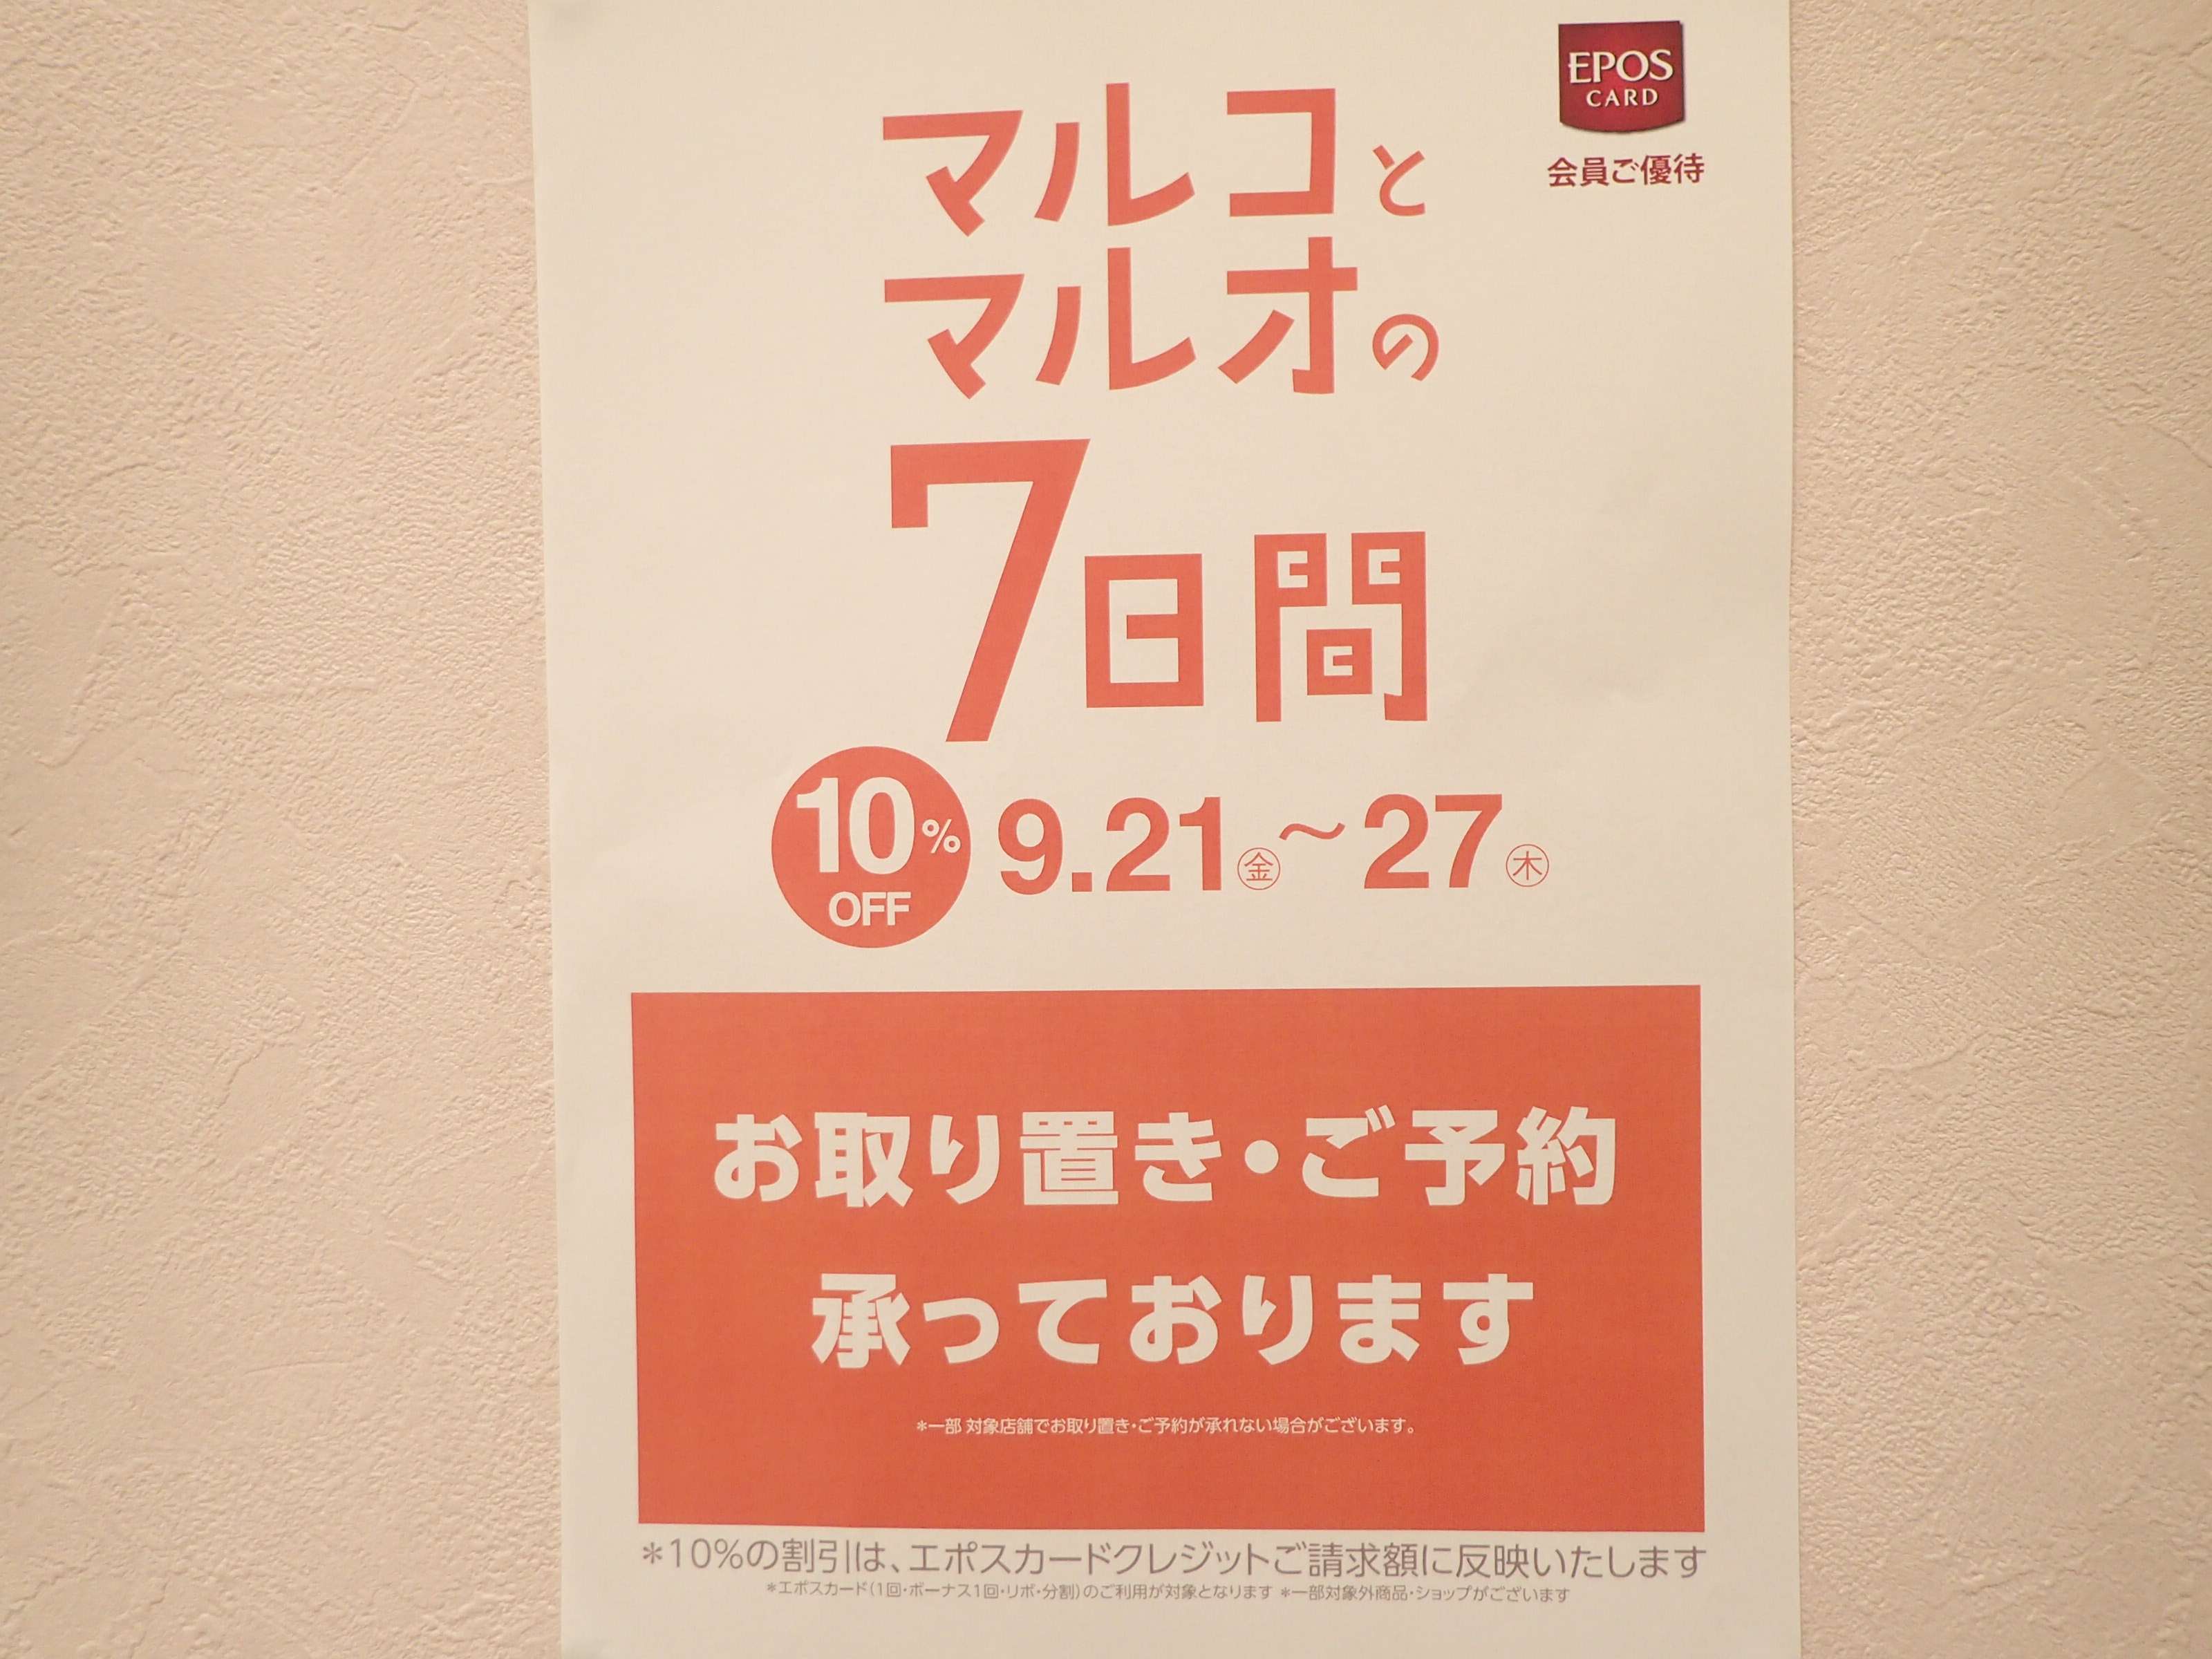 EPOS
CARD
会員ご優待
マルコと
マルオの
7日間
10%
OFF
9.21㊎～27㊍
お取り置き・ご予約
承っております
＊一部 対象店舗でお取り置き・ご予約が承れない場合がございます。
＊10%の割引は、エポスカードクレジットご請求額に反映いたします
＊エポスカード(1回・ボーナス1回・リボ・分割)のご利用が対象となります ＊一部対象外商品・ショップがございます